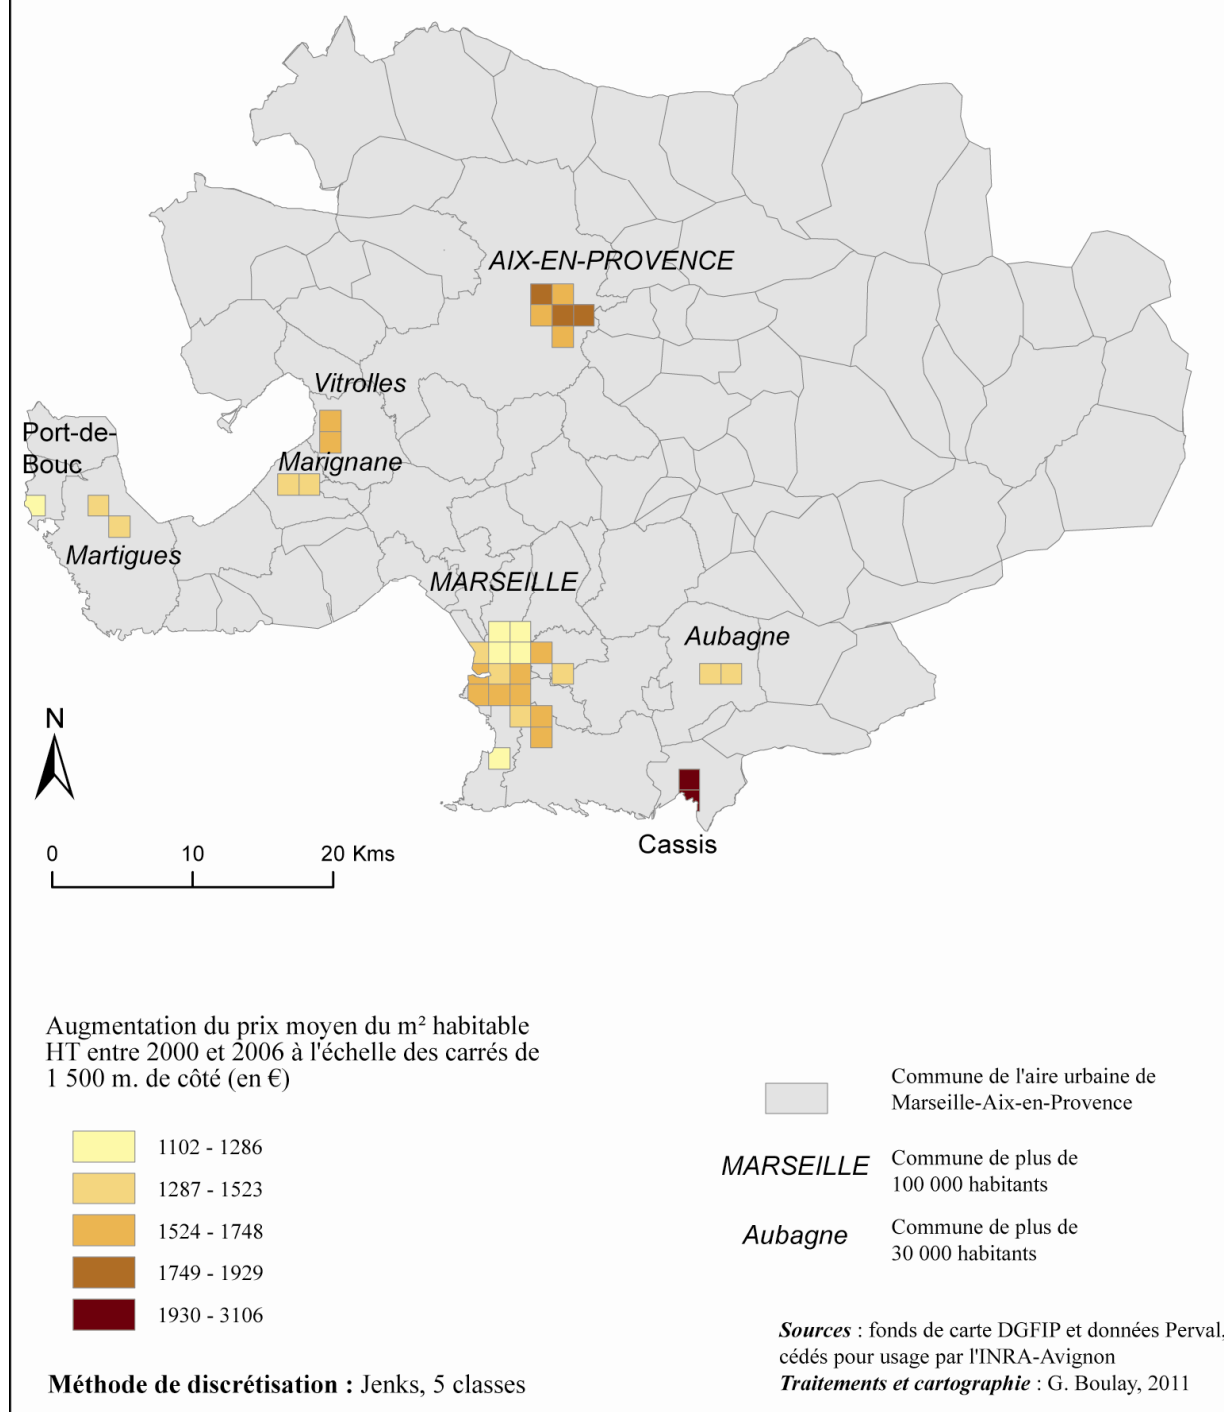 AIX-EN-PROVENCE
Vitrolles
Port-de-
Bouc
Marignane
Martigues
MARSEILLE
Aubagne
N
Cassis
0 10 20 Kms
Augmentation du prix moyen du m² habitable
HT entre 2000 et 2006 à l'échelle des carrés de
1 500 m. de côté (en €)
1102 - 1286
1287 - 1523
1524 - 1748
1749 - 1929
1930 - 3106
Méthode de discrétisation : Jenks, 5 classes
Commune de l'aire urbaine de
Marseille-Aix-en-Provence
MARSEILLE
Commune de plus de
100 000 habitants
Aubagne
Commune de plus de
30 000 habitants
Sources : fonds de carte DGFIP et données Perval,
cédés pour usage par l'INRA-Avignon
Traitements et cartographie : G. Boulay, 2011